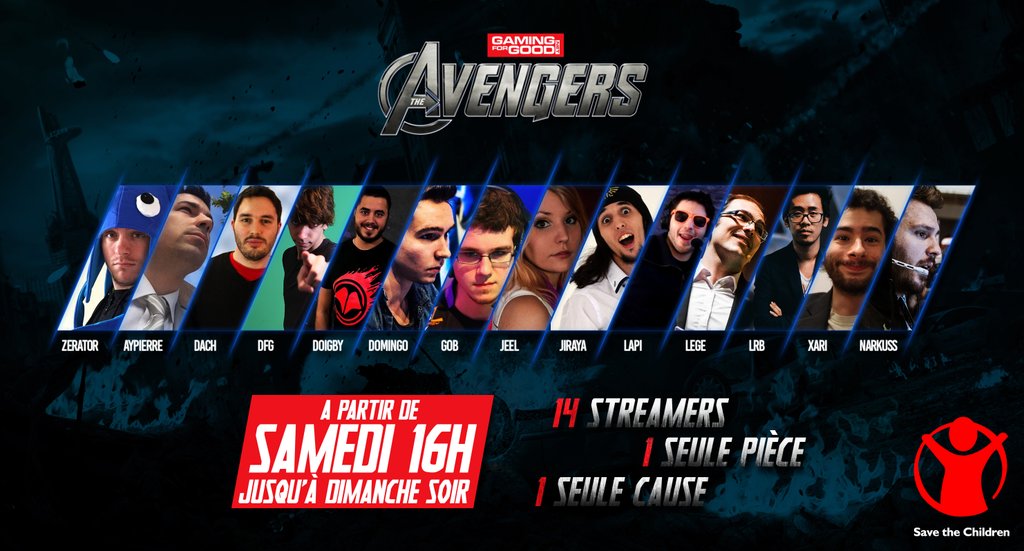 GAMING
FOR GOOD
THE AVENGERS
ZERATOR AYPIERRE DACH DFG DOIGBY DOMINGO GOB JEEL JIRAYA LAPI LEGE LRB XARI NARKUSS
A PARTIR DE
SAMEDI 16H
JUSQU'À DIMANCHE SOIR
14 STREAMERS
1 SEULE PIÈCE
1 SEULE CAUSE
Save the Children